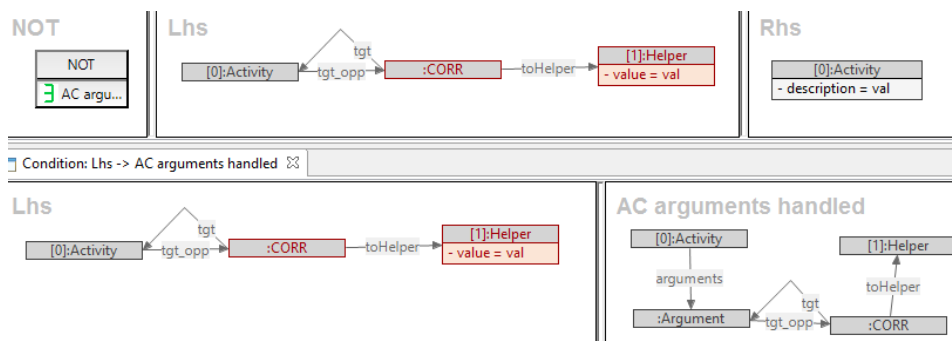 NOT
NOT
AC argu...
Lhs
[0]:Activity
tgt
tgt_opp
:CORR
toHelper
[1]:Helper
- value = val
Rhs
[0]:Activity
- description = val
Condition: Lhs -> AC arguments handled
Lhs
[0]:Activity
tgt
tgt_opp
:CORR
toHelper
[1]:Helper
- value = val
AC arguments handled
[0]:Activity
[1]:Helper
arguments
toHelper
tgt
:Argument
tgt_opp
:CORR